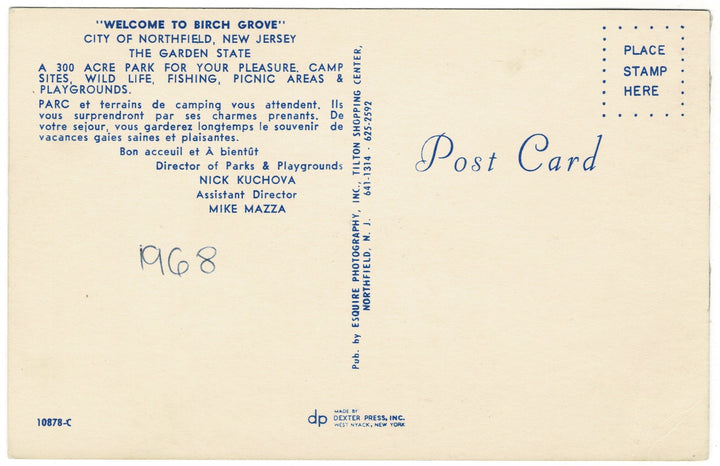 "WELCOME TO BIRCH GROVE"
CITY OF NORTHFIELD, NEW JERSEY
THE GARDEN STATE
A 300 ACRE PARK FOR YOUR PLEASURE, CAMP
SITES, WILD LIFE, FISHING, PICNIC AREAS &
PLAYGROUNDS.
PARC et terrains de camping vous attendent. Ils
vous surprendront par ses charmes prenants. De
votre sejour, vous garderez longtemps le souvenir de
vacances gaies saines et plaisantes.
Bon acceuil et À bientût
Director of Parks & Playgrounds
NICK KUCHOVA
Assistant Director
MIKE MAZZA
1968
10878-C
Pub. by ESQUIRE PHOTOGRAPHY, INC., TILTON SHOPPING CENTER,
NORTHFIELD, N. J. 641-1314 · 625-2592
dp
MADE BY
DEXTER PRESS, INC.
WEST NYACK, NEW YORK
PLACE
STAMP
HERE
Post Card